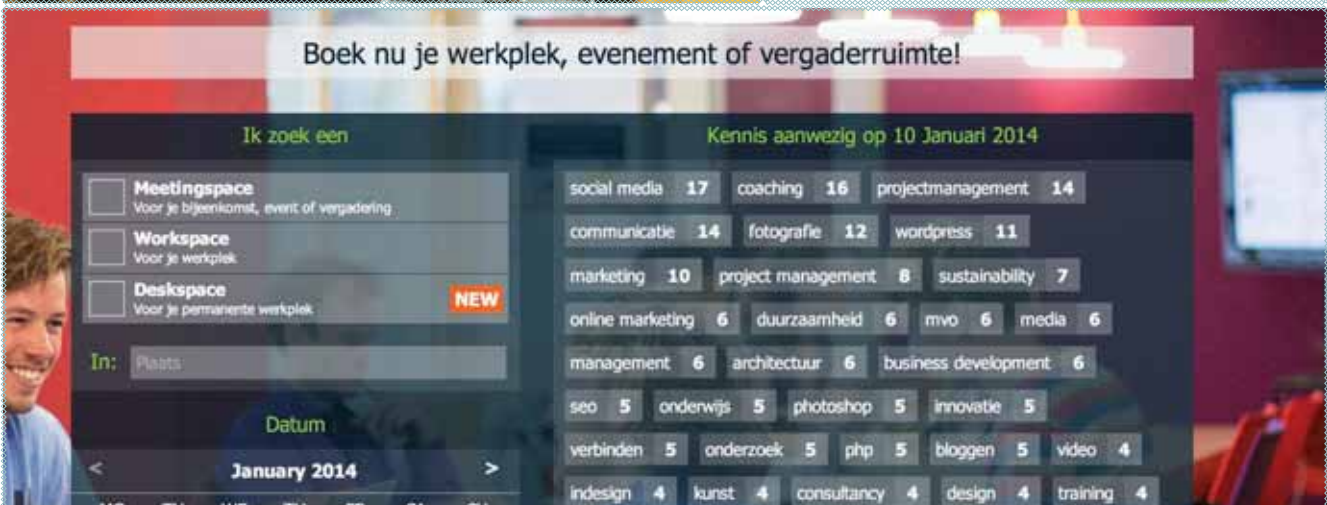 Boek nu je werkplek, evenement of vergaderruimte!
Ik zoek een
Meetingspace
Voor je bijeenkomst, event of vergadering
Workspace
Voor je werkplek
Deskspace
Voor je permanente werkplek
NEW
In: Plaats
Datum
< January 2014 >
Kennis aanwezig op 10 Januari 2014
social media 17 coaching 16 projectmanagement 14
communicatie 14 fotografie 12 wordpress 11
marketing 10 project management 8 sustainability 7
online marketing 6 duurzaamheid 6 mvo 6 media 6
management 6 architectuur 6 business development 6
seo 5 onderwijs 5 photoshop 5 innovatie 5
verbinden 5 onderzoek 5 php 5 bloggen 5 video 4
indesign 4 kunst 4 consultancy 4 design 4 training 4